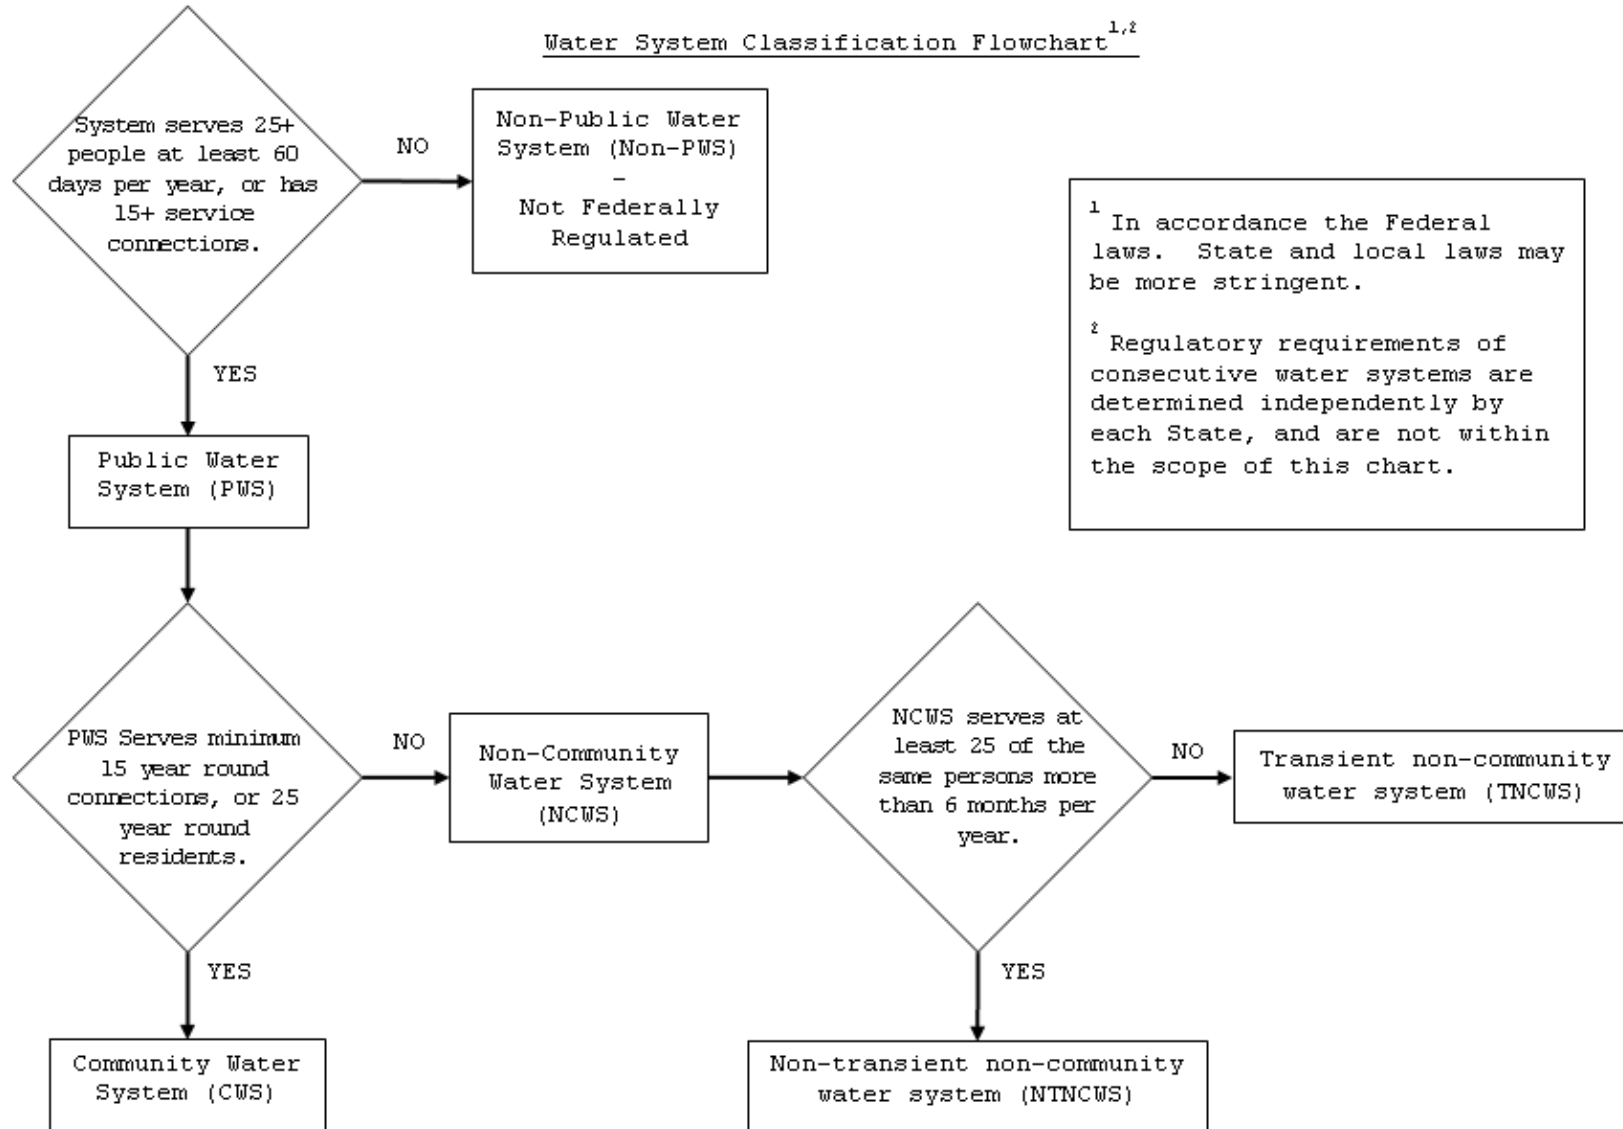 Water System Classification Flowchart1,2
System serves 25+
people at least 60
days per year, or has
15+ service
connections.
NO
Non-Public Water
System (Non-PWS)
–
Not Federally
Regulated
1 In accordance the Federal
laws. State and local laws may
be more stringent.
2 Regulatory requirements of
consecutive water systems are
determined independently by
each State, and are not within
the scope of this chart.
YES
Public Water
System (PWS)
PWS Serves minimum
15 year round
connections, or 25
year round
residents.
NO
Non-Community
Water System
(NCWS)
NCWS serves at
least 25 of the
same persons more
than 6 months per
year.
NO
Transient non-community
water system (TNCWS)
YES
Community Water
System (CWS)
YES
Non-transient non-community
water system (NTNCWS)